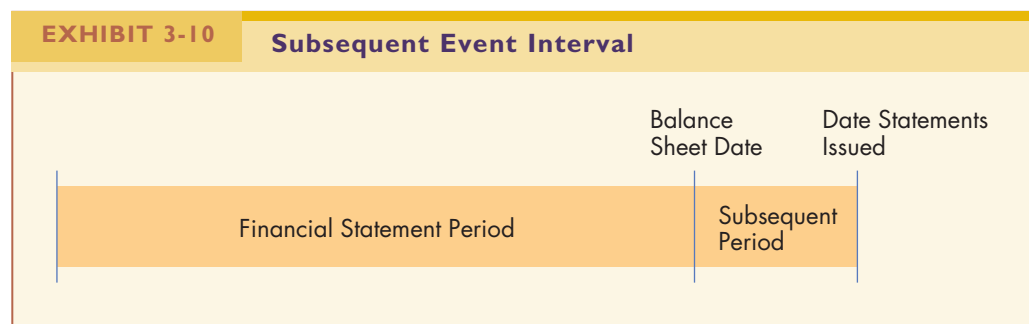 EXHIBIT 3-10
Subsequent Event Interval
Balance
Sheet Date
Date Statements
Issued
Financial Statement Period
Subsequent
Period